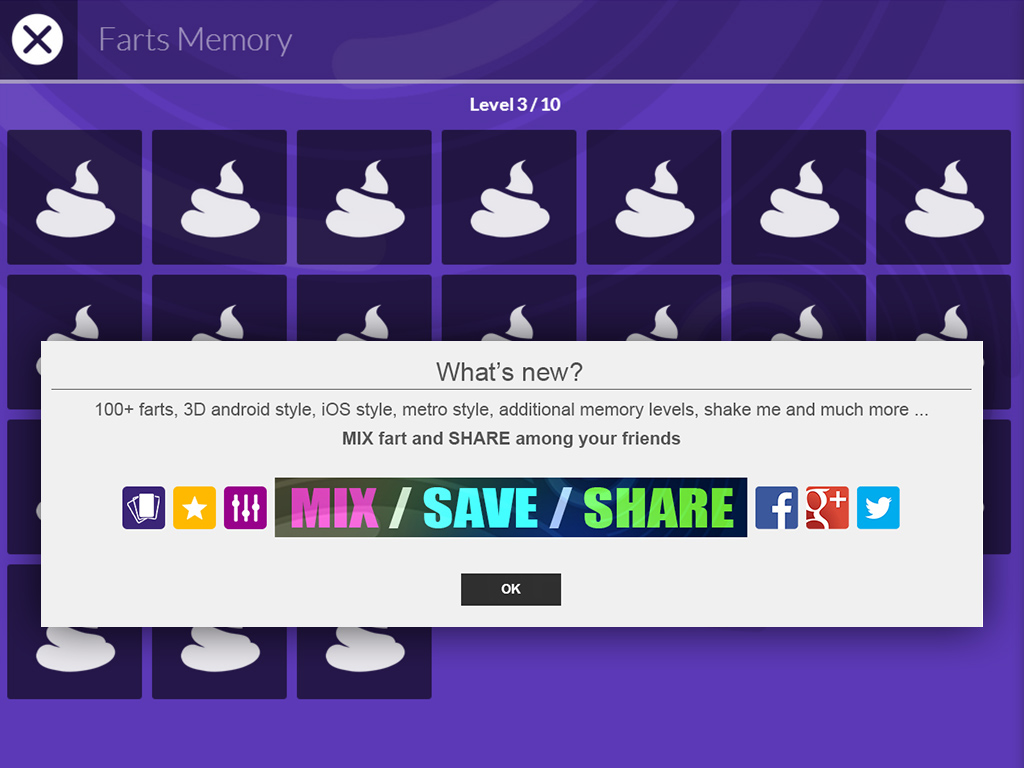 Farts Memory
Level 3 / 10
What's new?
100+ farts, 3D android style, iOS style, metro style, additional memory levels, shake me and much more ...
MIX fart and SHARE among your friends
MIX / SAVE / SHARE
OK